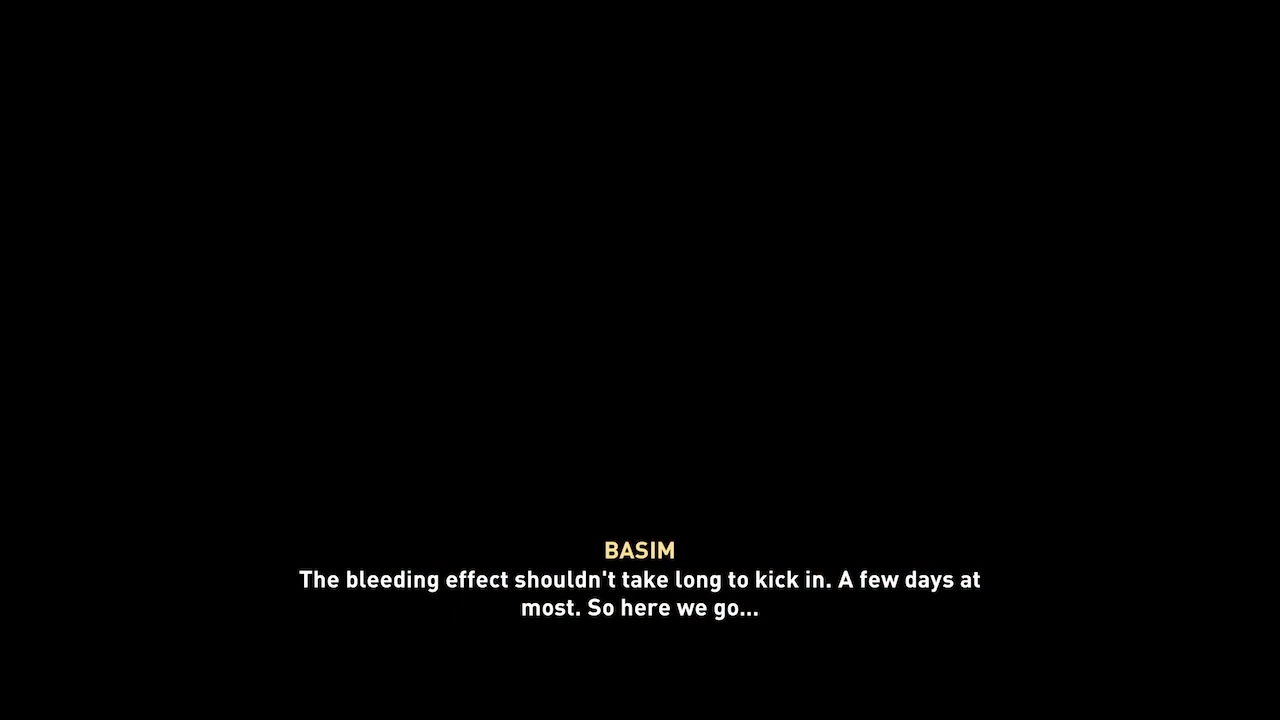 BASIM
The bleeding effect shouldn't take long to kick in. A few days at
most. So here we go...